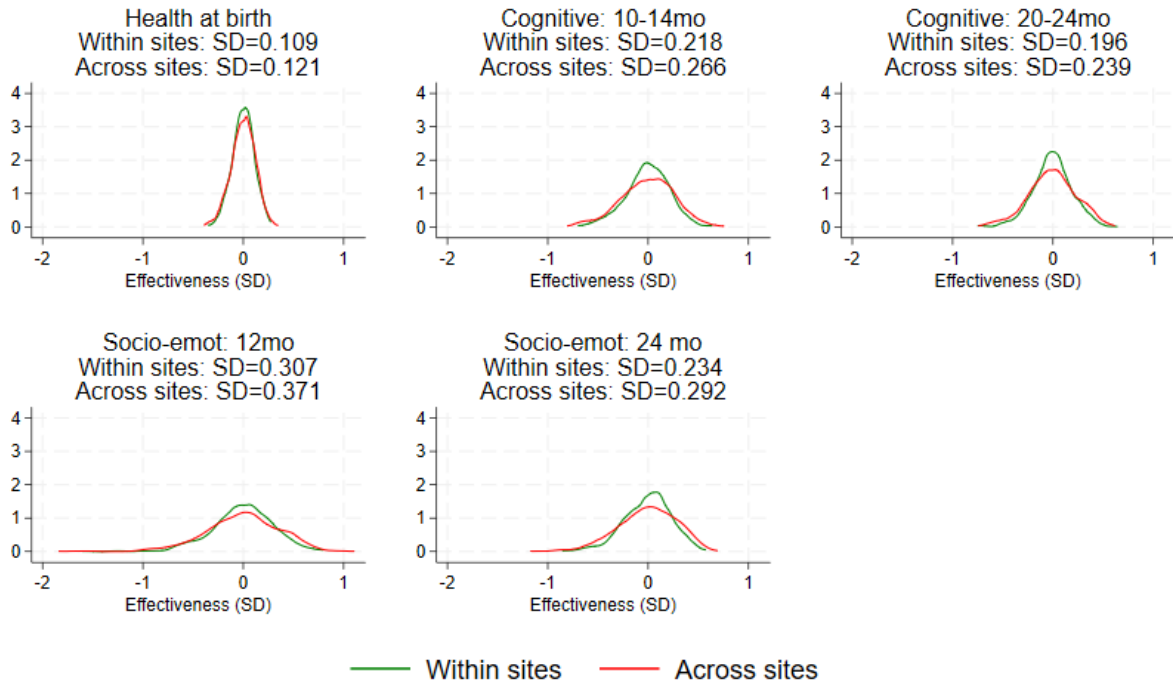 Health at birth
Within sites: SD=0.109
Across sites: SD=0.121
4
3
2
1
0
-2 -1 0 1
Effectiveness (SD)
Cognitive: 10-14mo
Within sites: SD=0.218
Across sites: SD=0.266
4
3
2
1
0
-2 -1 0 1
Effectiveness (SD)
Cognitive: 20-24mo
Within sites: SD=0.196
Across sites: SD=0.239
4
3
2
1
0
-2 -1 0 1
Effectiveness (SD)
Socio-emot: 12mo
Within sites: SD=0.307
Across sites: SD=0.371
4
3
2
1
0
-2 -1 0 1
Effectiveness (SD)
Socio-emot: 24 mo
Within sites: SD=0.234
Across sites: SD=0.292
4
3
2
1
0
-2 -1 0 1
Effectiveness (SD)
Within sites Across sites